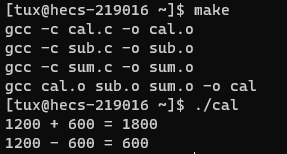 [tux@hecs-219016 ~]$ make
gcc -c cal.c -o cal.o
gcc -c sub.c -o sub.o
gcc -c sum.c -o sum.o
gcc cal.o sub.o sum.o -o cal
[tux@hecs-219016 ~]$ ./cal
1200 + 600 = 1800
1200 - 600 = 600